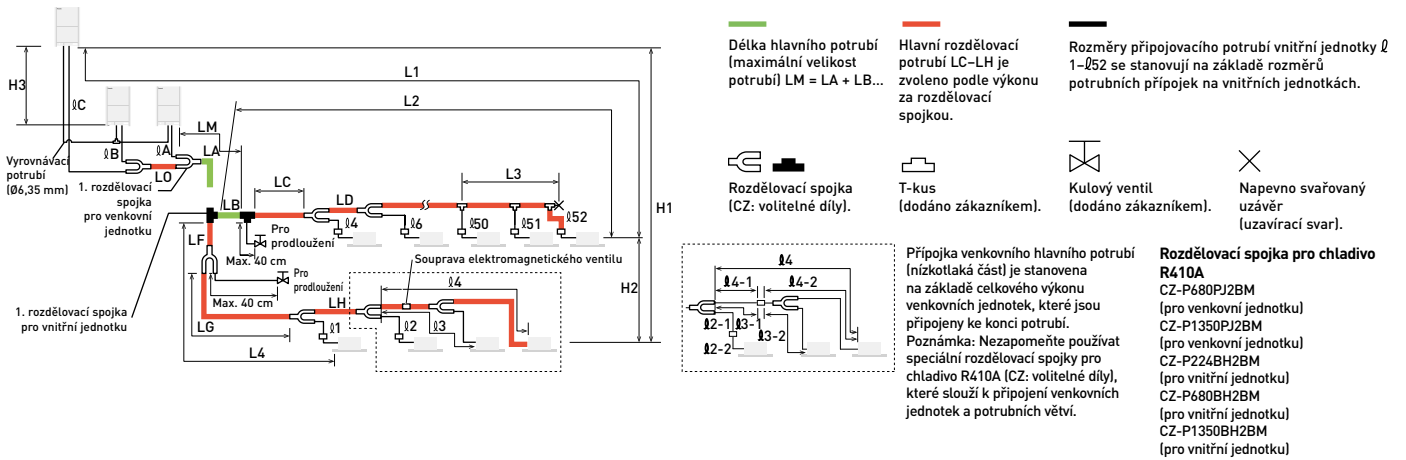 H3
ℓC
L1
L2
H1
LM
ℓB
ℓA
LA
Vyrovnávací
potrubí
(Ø6,35 mm)
LO
1. rozdělovací
spojka
pro venkovní
jednotku
LB
LC
LD
L3
ℓ4
ℓ6
ℓ50
ℓ51
ℓ52
Pro
prodloužení
Max. 40 cm
LF
Pro
prodloužení
Max. 40 cm
Souprava elektromagnetického ventilu
H2
1. rozdělovací spojka
pro vnitřní jednotku
LG
LH
ℓ4
ℓ1
ℓ2
ℓ3
L4
Délka hlavního potrubí
(maximální velikost
potrubí) LM = LA + LB...
Hlavní rozdělovací
potrubí LC–LH je
zvoleno podle výkonu
za rozdělovací
spojkou.
Rozměry připojovacího potrubí vnitřní jednotky ℓ
1–ℓ52 se stanovují na základě rozměrů
potrubních přípojek na vnitřních jednotkách.
Rozdělovací spojka
(CZ: volitelné díly).
T-kus
(dodáno zákazníkem).
Kulový ventil
(dodáno zákazníkem).
Napevno svařovaný
uzávěr
(uzavírací svar).
ℓ4
ℓ4-1
ℓ4-2
ℓ2-1
ℓ3-1
ℓ3-2
ℓ2-2
Přípojka venkovního hlavního potrubí
(nízkotlaká část) je stanovena
na základě celkového výkonu
venkovních jednotek, které jsou
připojeny ke konci potrubí.
Poznámka: Nezapomeňte používat
speciální rozdělovací spojky pro
chladivo R410A (CZ: volitelné díly),
které slouží k připojení venkovních
jednotek a potrubních větví.
Rozdělovací spojka pro chladivo
R410A
CZ-P680PJ2BM
(pro venkovní jednotku)
CZ-P1350PJ2BM
(pro venkovní jednotku)
CZ-P224BH2BM
(pro vnitřní jednotku)
CZ-P680BH2BM
(pro vnitřní jednotku)
CZ-P1350BH2BM
(pro vnitřní jednotku)